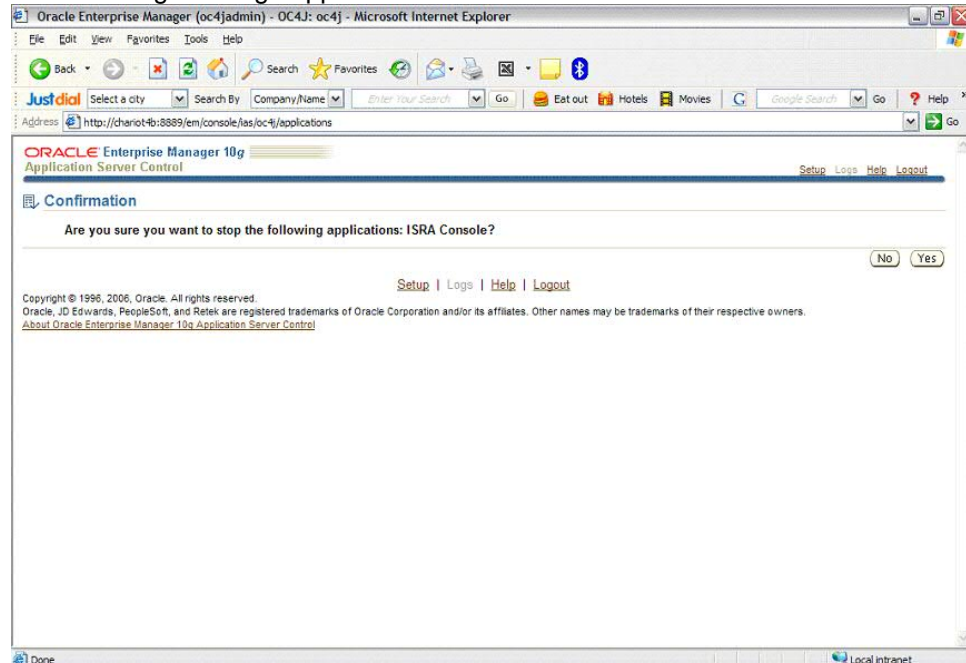 Oracle Enterprise Manager (oc4jadmin) - OC4J: oc4j - Microsoft Internet Explorer
File Edit View Favorites Tools Help
Back Search Favorites
Justdial Select a city Search By Company/Name Enter Your Search Go Eat out Hotels Movies G Google Search Go ? Help
Address http://chariot4b:8889/em/console/ias/oc4j/applications Go
ORACLE Enterprise Manager 10g
Application Server Control
Setup Logs Help Logout
Confirmation
Are you sure you want to stop the following applications: ISRA Console?
No Yes
Setup | Logs | Help | Logout
Copyright © 1996, 2006, Oracle. All rights reserved.
Oracle, JD Edwards, PeopleSoft, and Retek are registered trademarks of Oracle Corporation and/or its affiliates. Other names may be trademarks of their respective owners.
About Oracle Enterprise Manager 10g Application Server Control
Done Local intranet